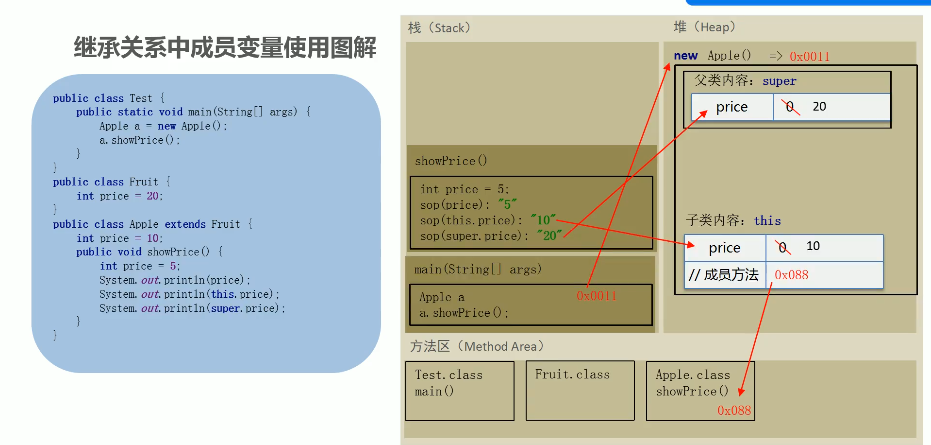 继承关系中成员变量使用图解
public class Test {
public static void main(String[] args) {
Apple a = new Apple();
a.showPrice();
}
}
public class Fruit {
int price = 20;
}
public class Apple extends Fruit {
int price = 10;
public void showPrice() {
int price = 5;
System.out.println(price);
System.out.println(this.price);
System.out.println(super.price);
}
}
栈（Stack）
showPrice()
int price = 5;
sop(price): "5"
sop(this.price): "10"
sop(super.price): "20"
main(String[] args)
Apple a 0x0011
a.showPrice();
堆（Heap）
new Apple() => 0x0011
父类内容：super
price 0 20
子类内容：this
price 0 10
// 成员方法 0x088
方法区（Method Area）
Test.class
main()
Fruit.class
Apple.class
showPrice()
0x088